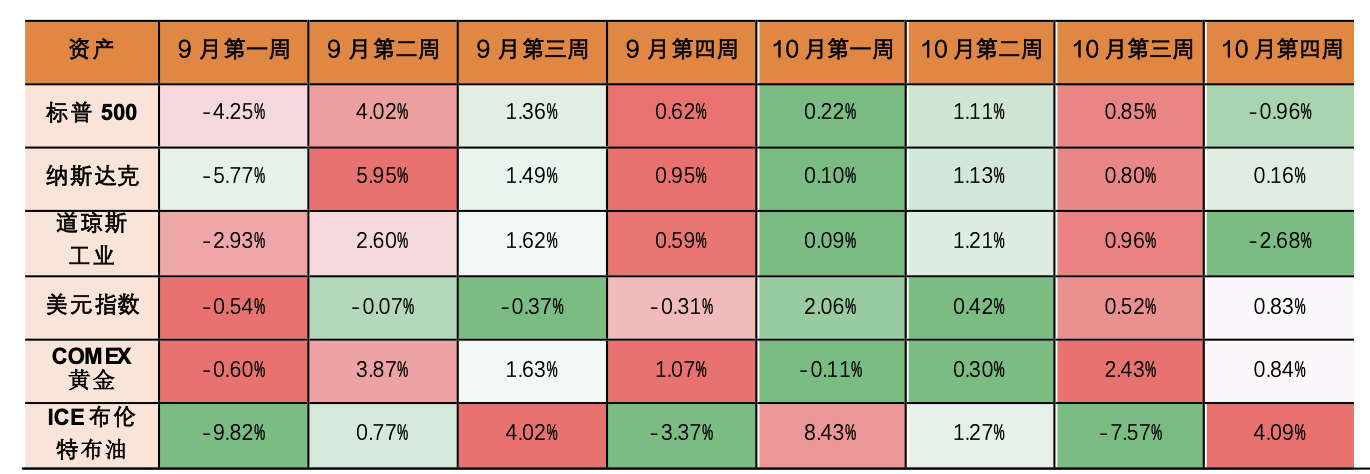 资产 9月第一周 9月第二周 9月第三周 9月第四周 10月第一周 10月第二周 10月第三周 10月第四周
标普 500 -4.25% 4.02% 1.36% 0.62% 0.22% 1.11% 0.85% -0.96%
纳斯达克 -5.77% 5.95% 1.49% 0.95% 0.10% 1.13% 0.80% 0.16%
道琼斯
工业 -2.93% 2.60% 1.62% 0.59% 0.09% 1.21% 0.96% -2.68%
美元指数 -0.54% -0.07% -0.37% -0.31% 2.06% 0.42% 0.52% 0.83%
COMEX
黄金 -0.60% 3.87% 1.63% 1.07% -0.11% 0.30% 2.43% 0.84%
ICE 布伦
特布油 -9.82% 0.77% 4.02% -3.37% 8.43% 1.27% -7.57% 4.09%